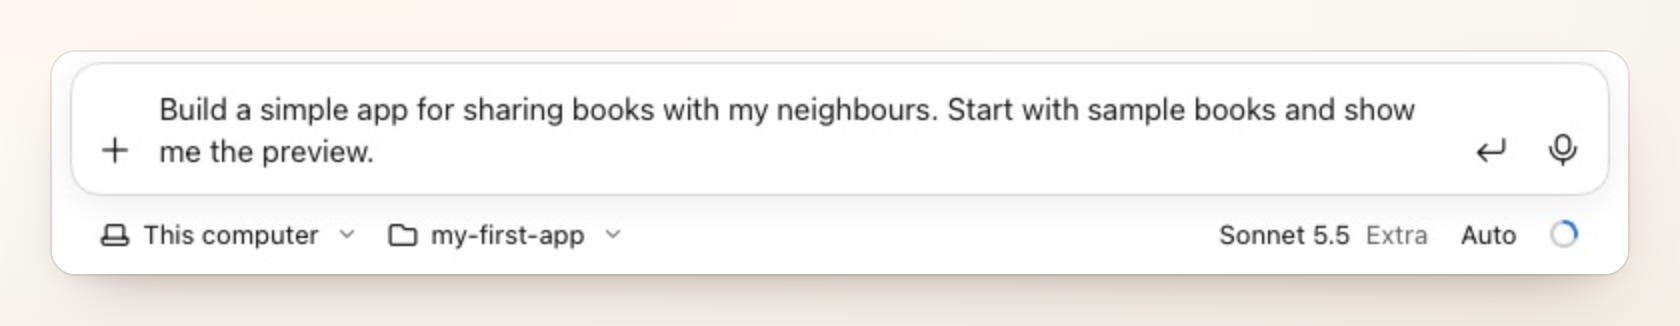 Build a simple app for sharing books with my neighbours. Start with sample books and show
me the preview.
This computer
my-first-app
Sonnet 5.5 Extra
Auto